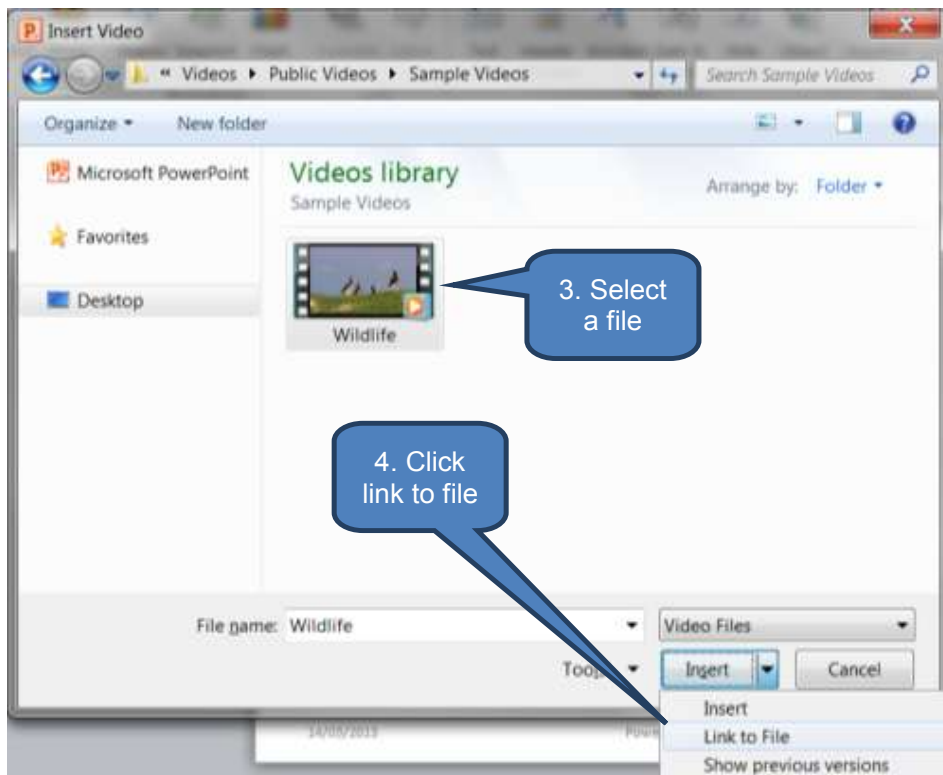 Insert Video
« Videos ▸ Public Videos ▸ Sample Videos
Search Sample Videos
Organize
New folder
Microsoft PowerPoint
Favorites
Desktop
Videos library
Sample Videos
Arrange by: Folder
Wildlife
3. Select
a file
4. Click
link to file
File name: Wildlife
Video Files
Insert
Cancel
Insert
Link to File
Show previous versions